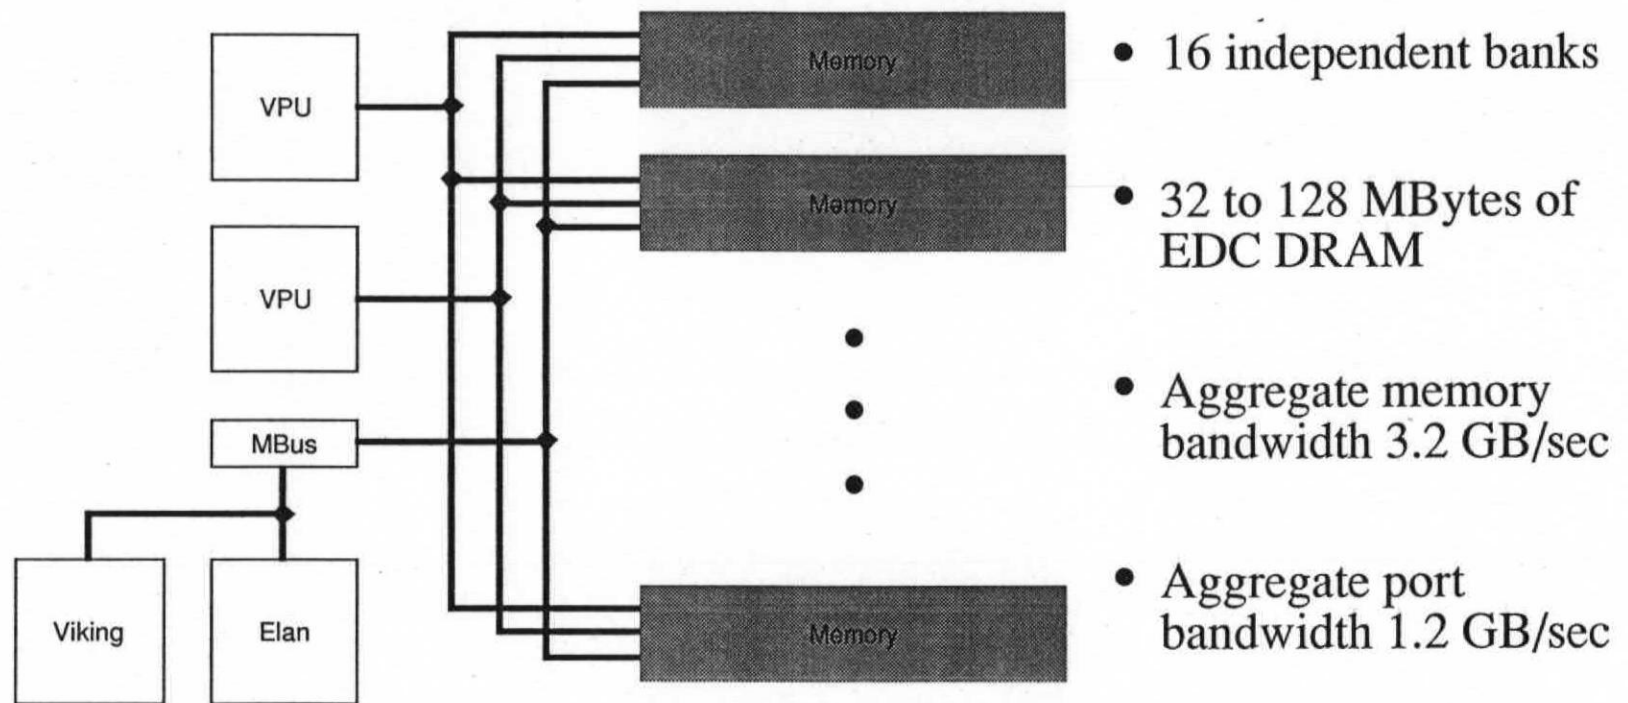 VPU
VPU
MBus
Viking
Elan
Memory
Memory
Memory
• 16 independent banks
• 32 to 128 MBytes of
EDC DRAM
• Aggregate memory
bandwidth 3.2 GB/sec
• Aggregate port
bandwidth 1.2 GB/sec